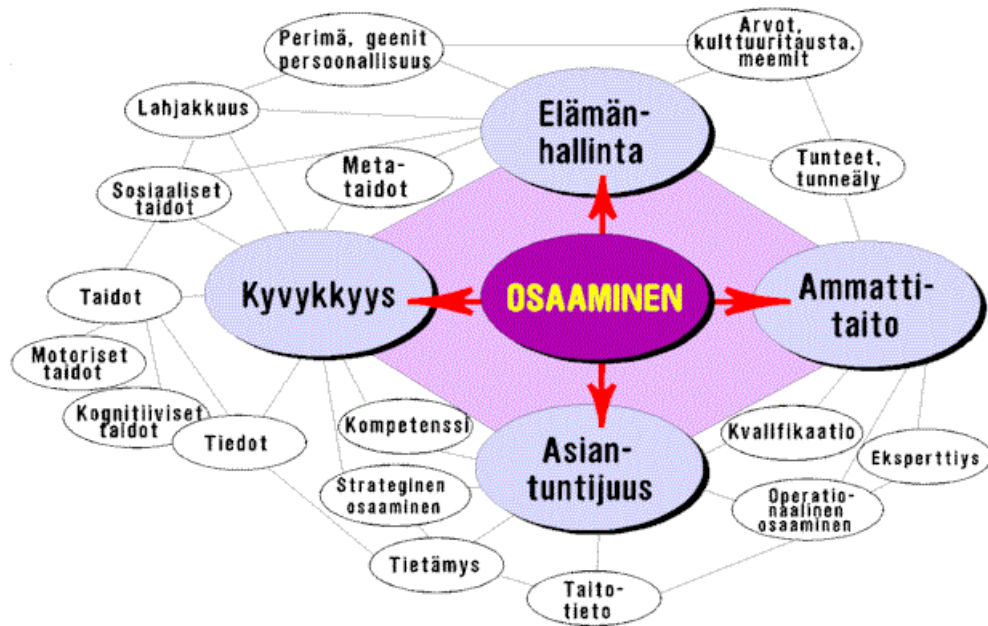 Perimä, geenit
persoonallisuus
Arvot,
kulttuuritausta,
meemit
Lahjakkuus
Elämän-
hallinta
Meta-
taidot
Tunteet,
tunneäly
Sosiaaliset
taidot
Taidot
Kyvykkyys
OSAAMINEN
Ammatti-
taito
Motoriset
taidot
Kognitiiviset
taidot
Tiedot
Kompetenssi
Asian-
tuntijuus
Kvalifikaatio
Eksperttiys
Strateginen
osaaminen
Operatio-
naalinen
osaaminen
Tietämys
Taito-
tieto